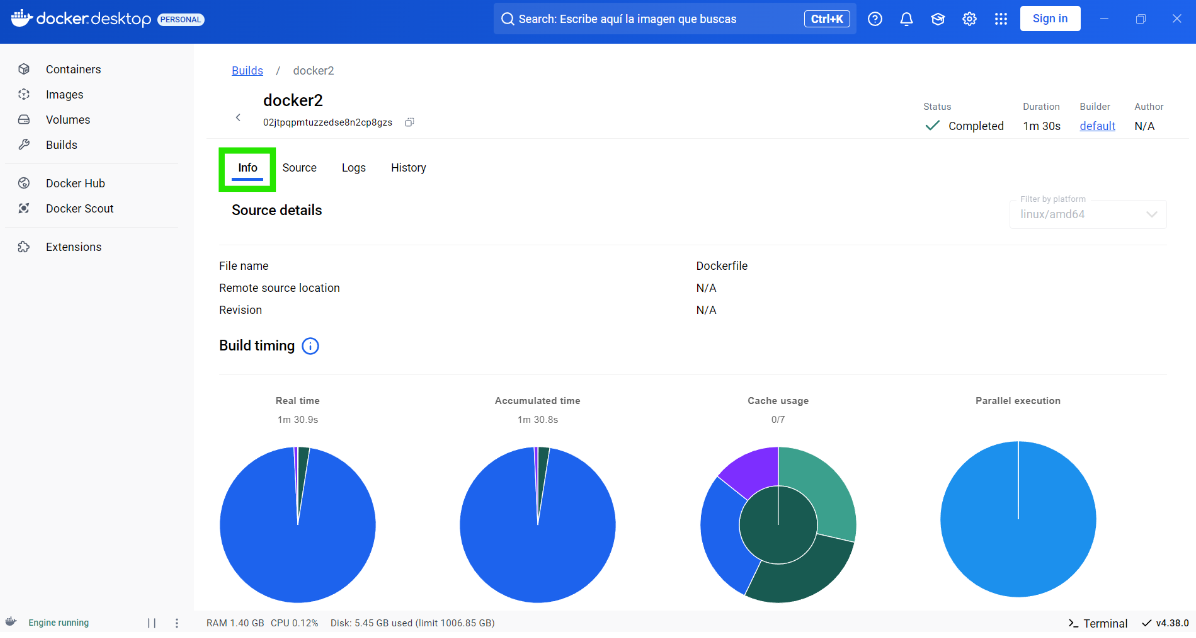 docker.desktop PERSONAL
Search: Escribe aquí la imagen que buscas Ctrl+K
Sign in
Containers
Images
Volumes
Builds
Docker Hub
Docker Scout
Extensions
Builds / docker2
docker2
02jtpqpmtuzzedse8n2cp8gzs
Status Duration Builder Author
Completed 1m 30s default N/A
Info Source Logs History
Source details
Filter by platform
linux/amd64
File name Dockerfile
Remote source location N/A
Revision N/A
Build timing
Real time Accumulated time Cache usage Parallel execution
1m 30.9s 1m 30.8s 0/7
Engine running RAM 1.40 GB CPU 0.12% Disk: 5.45 GB used (limit 1006.85 GB) Terminal v4.38.0